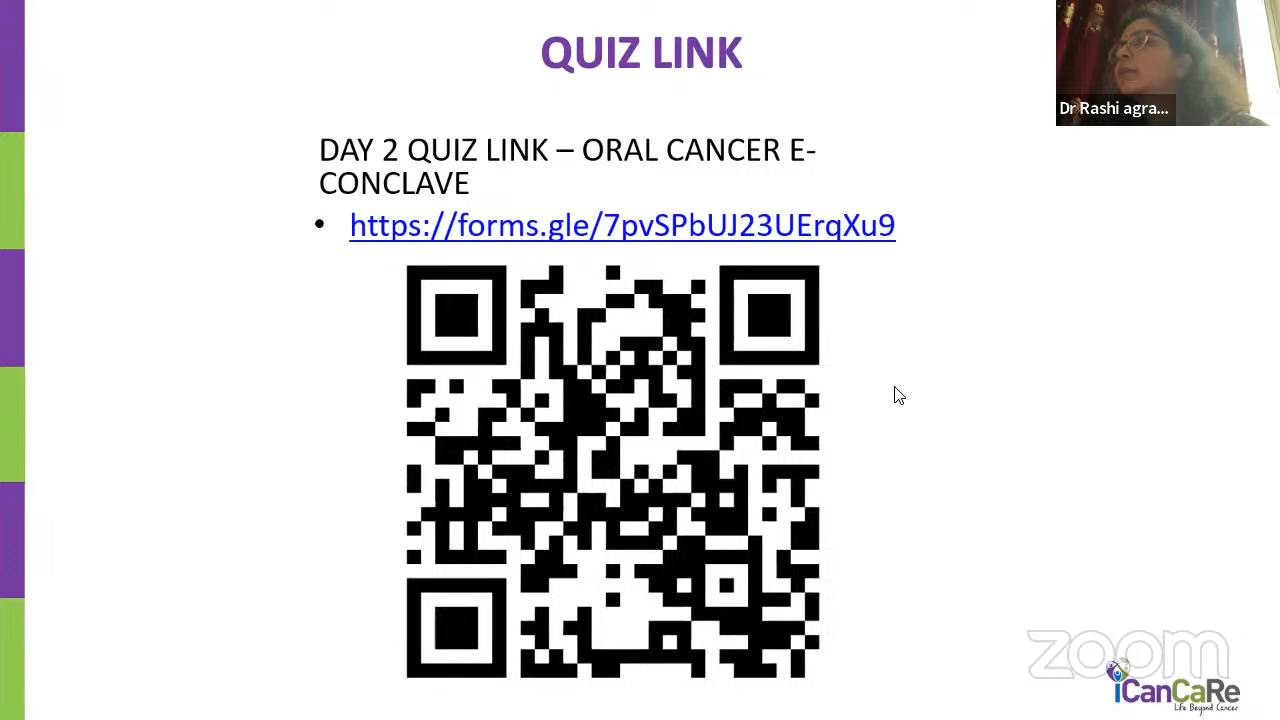 QUIZ LINK
Dr Rashi agra...
DAY 2 QUIZ LINK – ORAL CANCER E-
CONCLAVE
• https://forms.gle/7pvSPbUJ23UErqXu9
zoom
iCanCaRe
Life Beyond Cancer